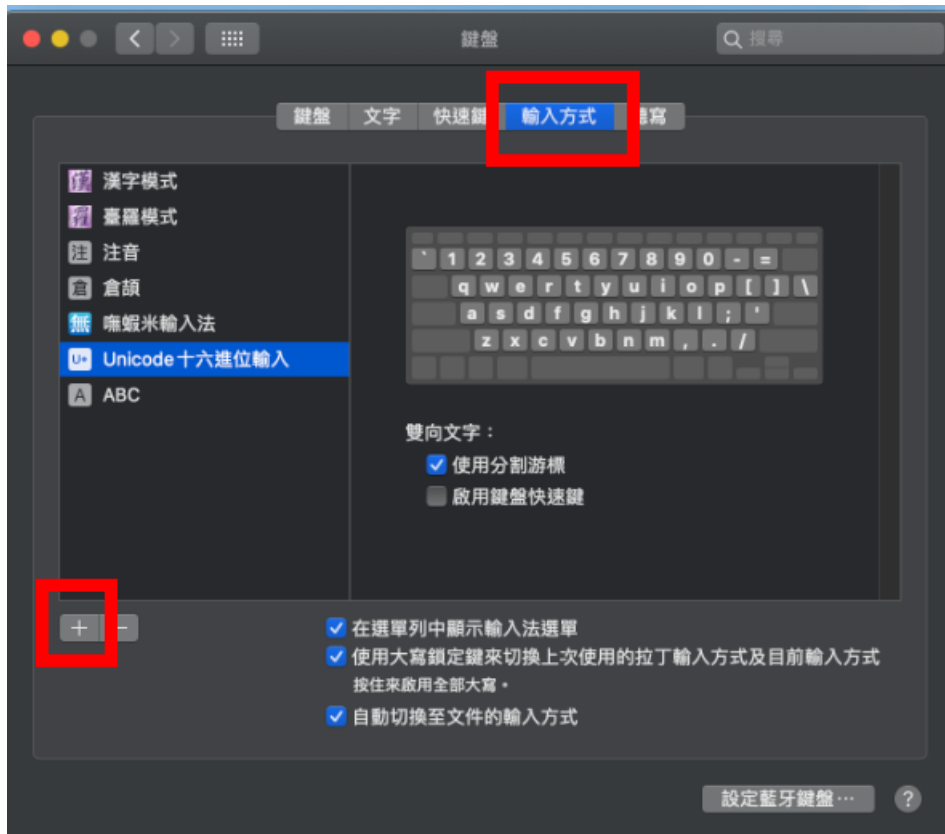 鍵盤
搜尋
鍵盤 文字 快速鍵 輸入方式 寫
漢字模式
臺羅模式
注 注音
倉 倉頡
無 嘸蝦米輸入法
U+ Unicode 十六進位輸入
A ABC
` 1 2 3 4 5 6 7 8 9 0 - =
q w e r t y u i o p [ ] \
a s d f g h j k l ; '
z x c v b n m , . /
雙向文字：
使用分割游標
啟用鍵盤快速鍵
+ −
在選單列中顯示輸入法選單
使用大寫鎖定鍵來切換上次使用的拉丁輸入方式及目前輸入方式
按住來啟用全部大寫。
自動切換至文件的輸入方式
設定藍牙鍵盤⋯
?